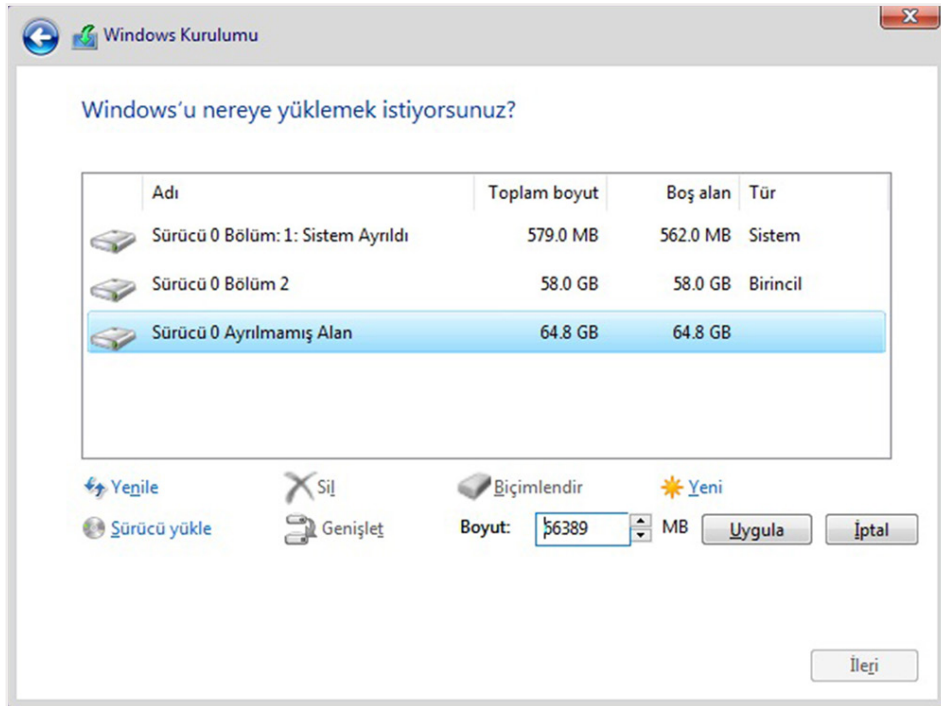 Windows Kurulumu
Windows'u nereye yüklemek istiyorsunuz?
Adı Toplam boyut Boş alan Tür
Sürücü 0 Bölüm: 1: Sistem Ayrıldı 579.0 MB 562.0 MB Sistem
Sürücü 0 Bölüm 2 58.0 GB 58.0 GB Birincil
Sürücü 0 Ayrılmamış Alan 64.8 GB 64.8 GB
Yenile Sil Biçimlendir Yeni
Sürücü yükle Genişlet Boyut: 66389 MB Uygula İptal
İleri